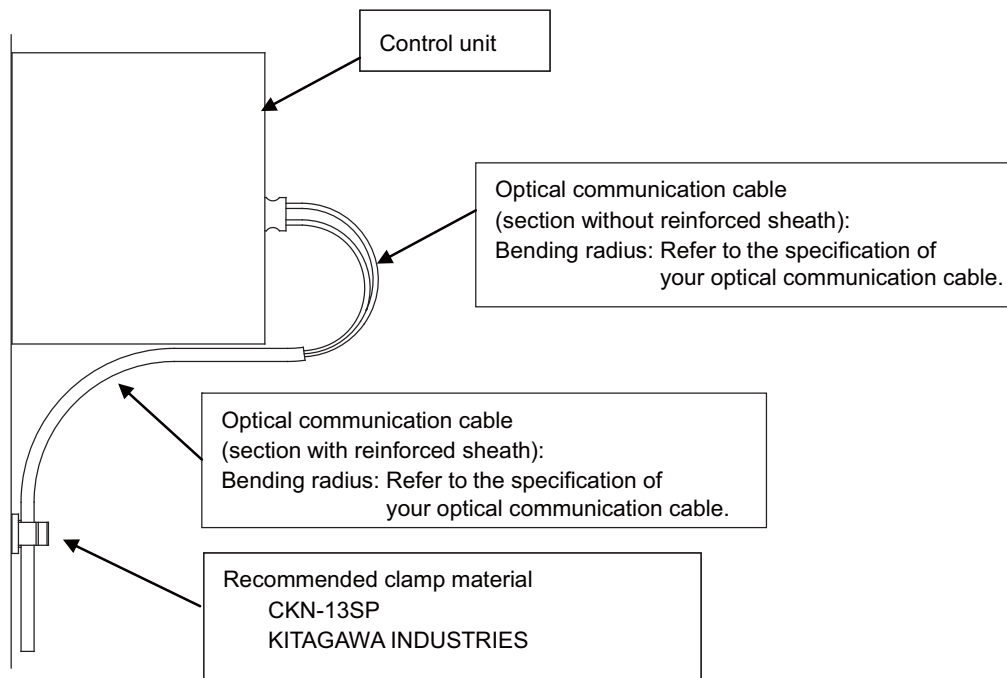 Control unit
Optical communication cable
(section without reinforced sheath):
Bending radius: Refer to the specification of
your optical communication cable.
Optical communication cable
(section with reinforced sheath):
Bending radius: Refer to the specification of
your optical communication cable.
Recommended clamp material
CKN-13SP
KITAGAWA INDUSTRIES